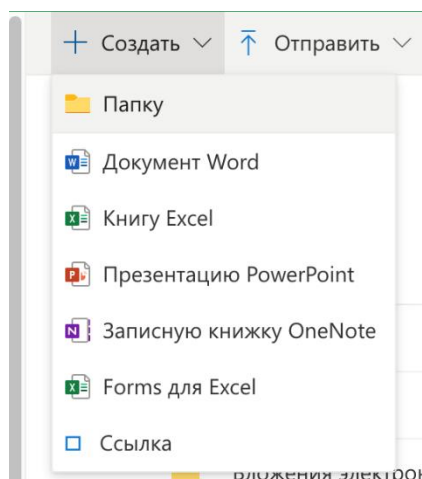 Создать
Отправить
Папку
Документ Word
Книгу Excel
Презентацию PowerPoint
Записную книжку OneNote
Forms для Excel
Ссылка